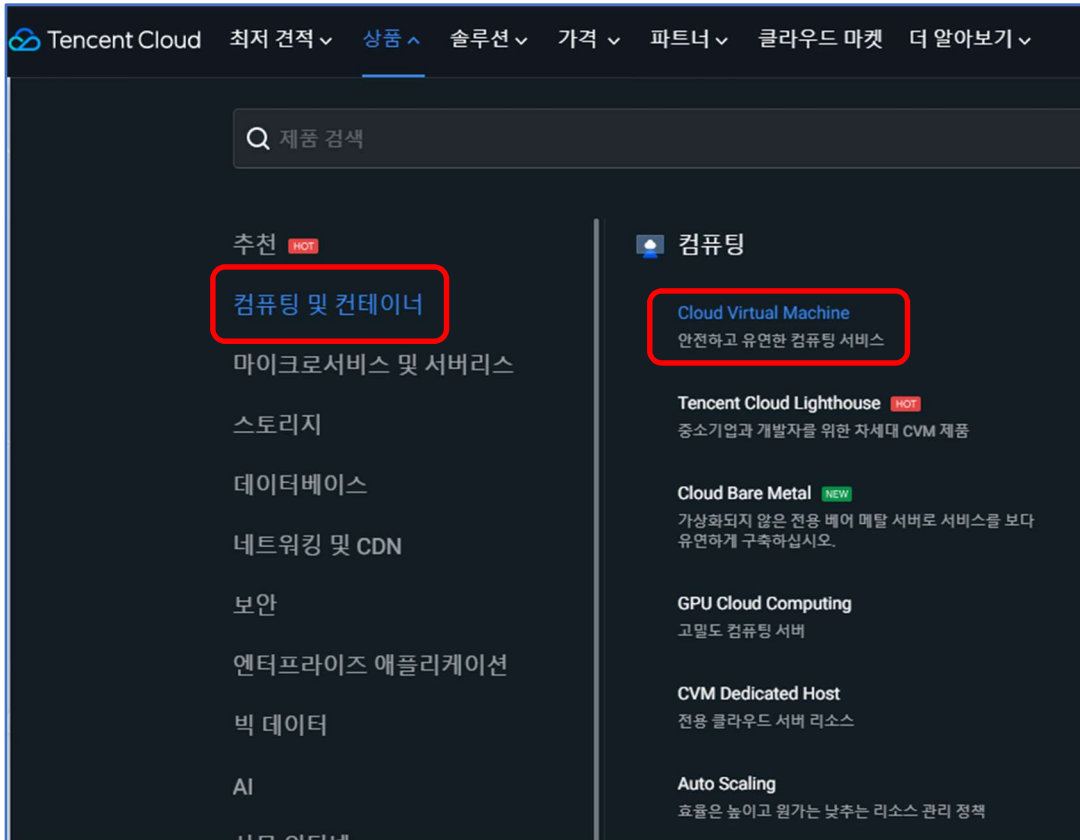 Tencent Cloud 최저 견적 상품 솔루션 가격 파트너 클라우드 마켓 더 알아보기
제품 검색
추천 HOT
컴퓨팅 및 컨테이너
마이크로서비스 및 서버리스
스토리지
데이터베이스
네트워킹 및 CDN
보안
엔터프라이즈 애플리케이션
빅 데이터
AI
컴퓨팅
Cloud Virtual Machine
안전하고 유연한 컴퓨팅 서비스
Tencent Cloud Lighthouse HOT
중소기업과 개발자를 위한 차세대 CVM 제품
Cloud Bare Metal NEW
가상화되지 않은 전용 베어 메탈 서버로 서비스를 보다
유연하게 구축하십시오.
GPU Cloud Computing
고밀도 컴퓨팅 서버
CVM Dedicated Host
전용 클라우드 서버 리소스
Auto Scaling
효율은 높이고 원가는 낮추는 리소스 관리 정책